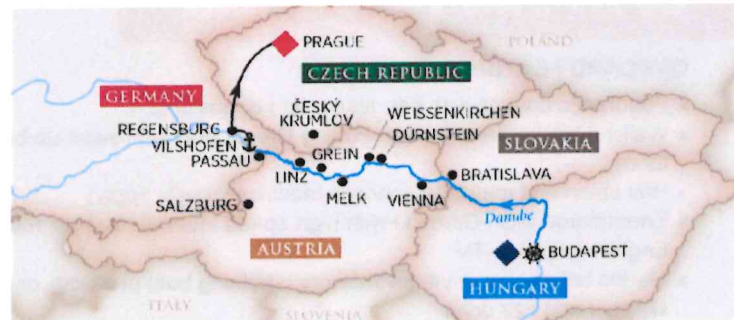 PRAGUE
POLAND
CZECH REPUBLIC
GERMANY
ČESKÝ
KRUMLOV
WEISSENKIRCHEN
DÜRNSTEIN
REGENSBURG
VILSHOFEN
PASSAU
GREIN
SLOVAKIA
LINZ
MELK
VIENNA
BRATISLAVA
SALZBURG
Danube
AUSTRIA
BUDAPEST
HUNGARY
ITALY
SLOVENIA